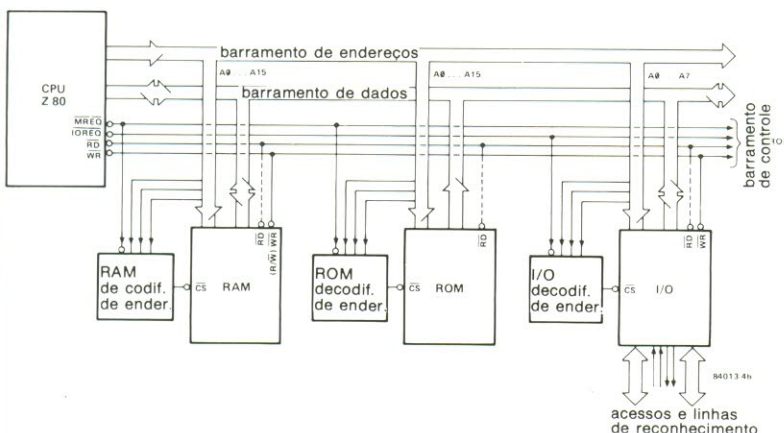 CPU
Z 80
barramento de endereços
A0...A15
A0...A15
A0 A7
barramento de dados
MREQ
IOREQ
RD
WR
barramento
de controle
RD
(R/W) WR
RD
RD
WR
RAM
de codif.
de ender.
CS
RAM
ROM
decodif.
de ender.
CS
ROM
I/O
decodif.
de ender.
CS
I/O
84013 4b
acessos e linhas
de reconhecimento